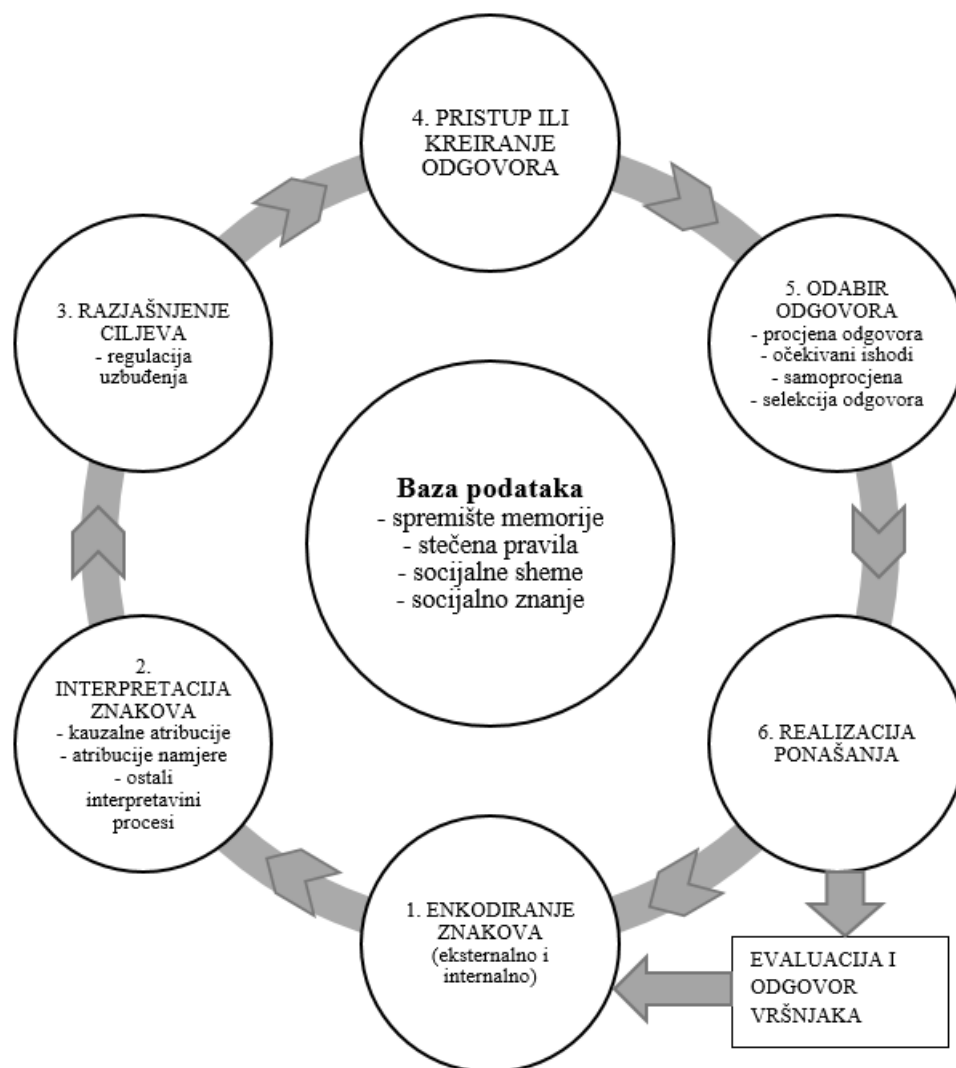 4. PRISTUP ILI
KREIRANJE
ODGOVORA
3. RAZJAŠNJENJE
CILJEVA
- regulacija
uzbuđenja
5. ODABIR
ODGOVORA
- procjena odgovora
- očekivani ishodi
- samoprocjena
- selekcija odgovora
Baza podataka
- spremište memorije
- stečena pravila
- socijalne sheme
- socijalno znanje
2.
INTERPRETACIJA
ZNAKOVA
- kauzalne atribucije
- atribucije namjere
- ostali
interpretavini
procesi
6. REALIZACIJA
PONAŠANJA
1. ENKODIRANJE
ZNAKOVA
(eksternalno i
internalno)
EVALUACIJA I
ODGOVOR
VRŠNJAKA